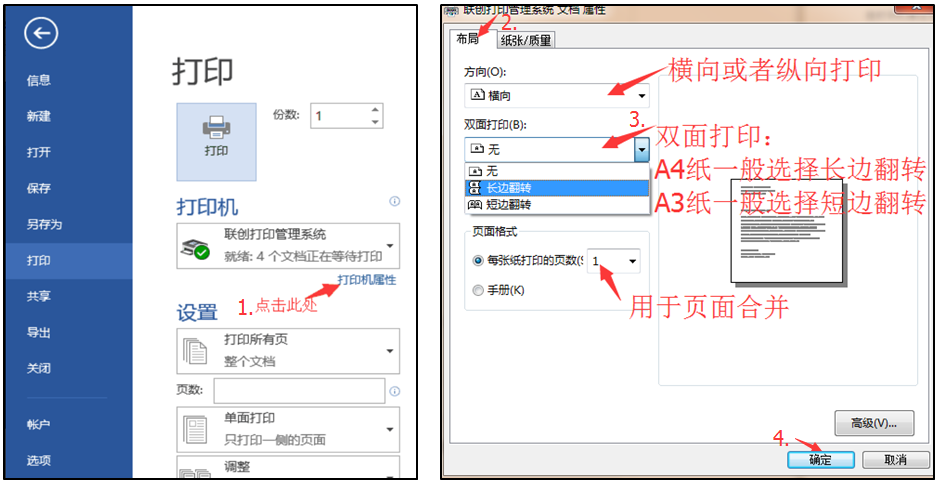 信息
新建
打开
保存
另存为
打印
共享
导出
关闭
帐户
选项
打印
打印
份数: 1
打印机
联创打印管理系统
就绪: 4 个文档正在等待打印
打印机属性
1.点击此处
设置
打印所有页
整个文档
页数:
单面打印
只打印一侧的页面
调整
联创打印管理系统 文档 属性
2.
布局
纸张/质量
方向(O):
横向
横向或者纵向打印
双面打印(B):
3.
无
无
长边翻转
短边翻转
双面打印:
A4纸一般选择长边翻转
A3纸一般选择短边翻转
页面格式
每张纸打印的页数(S 1
手册(K)
用于页面合并
高级(V)...
4.
确定
取消